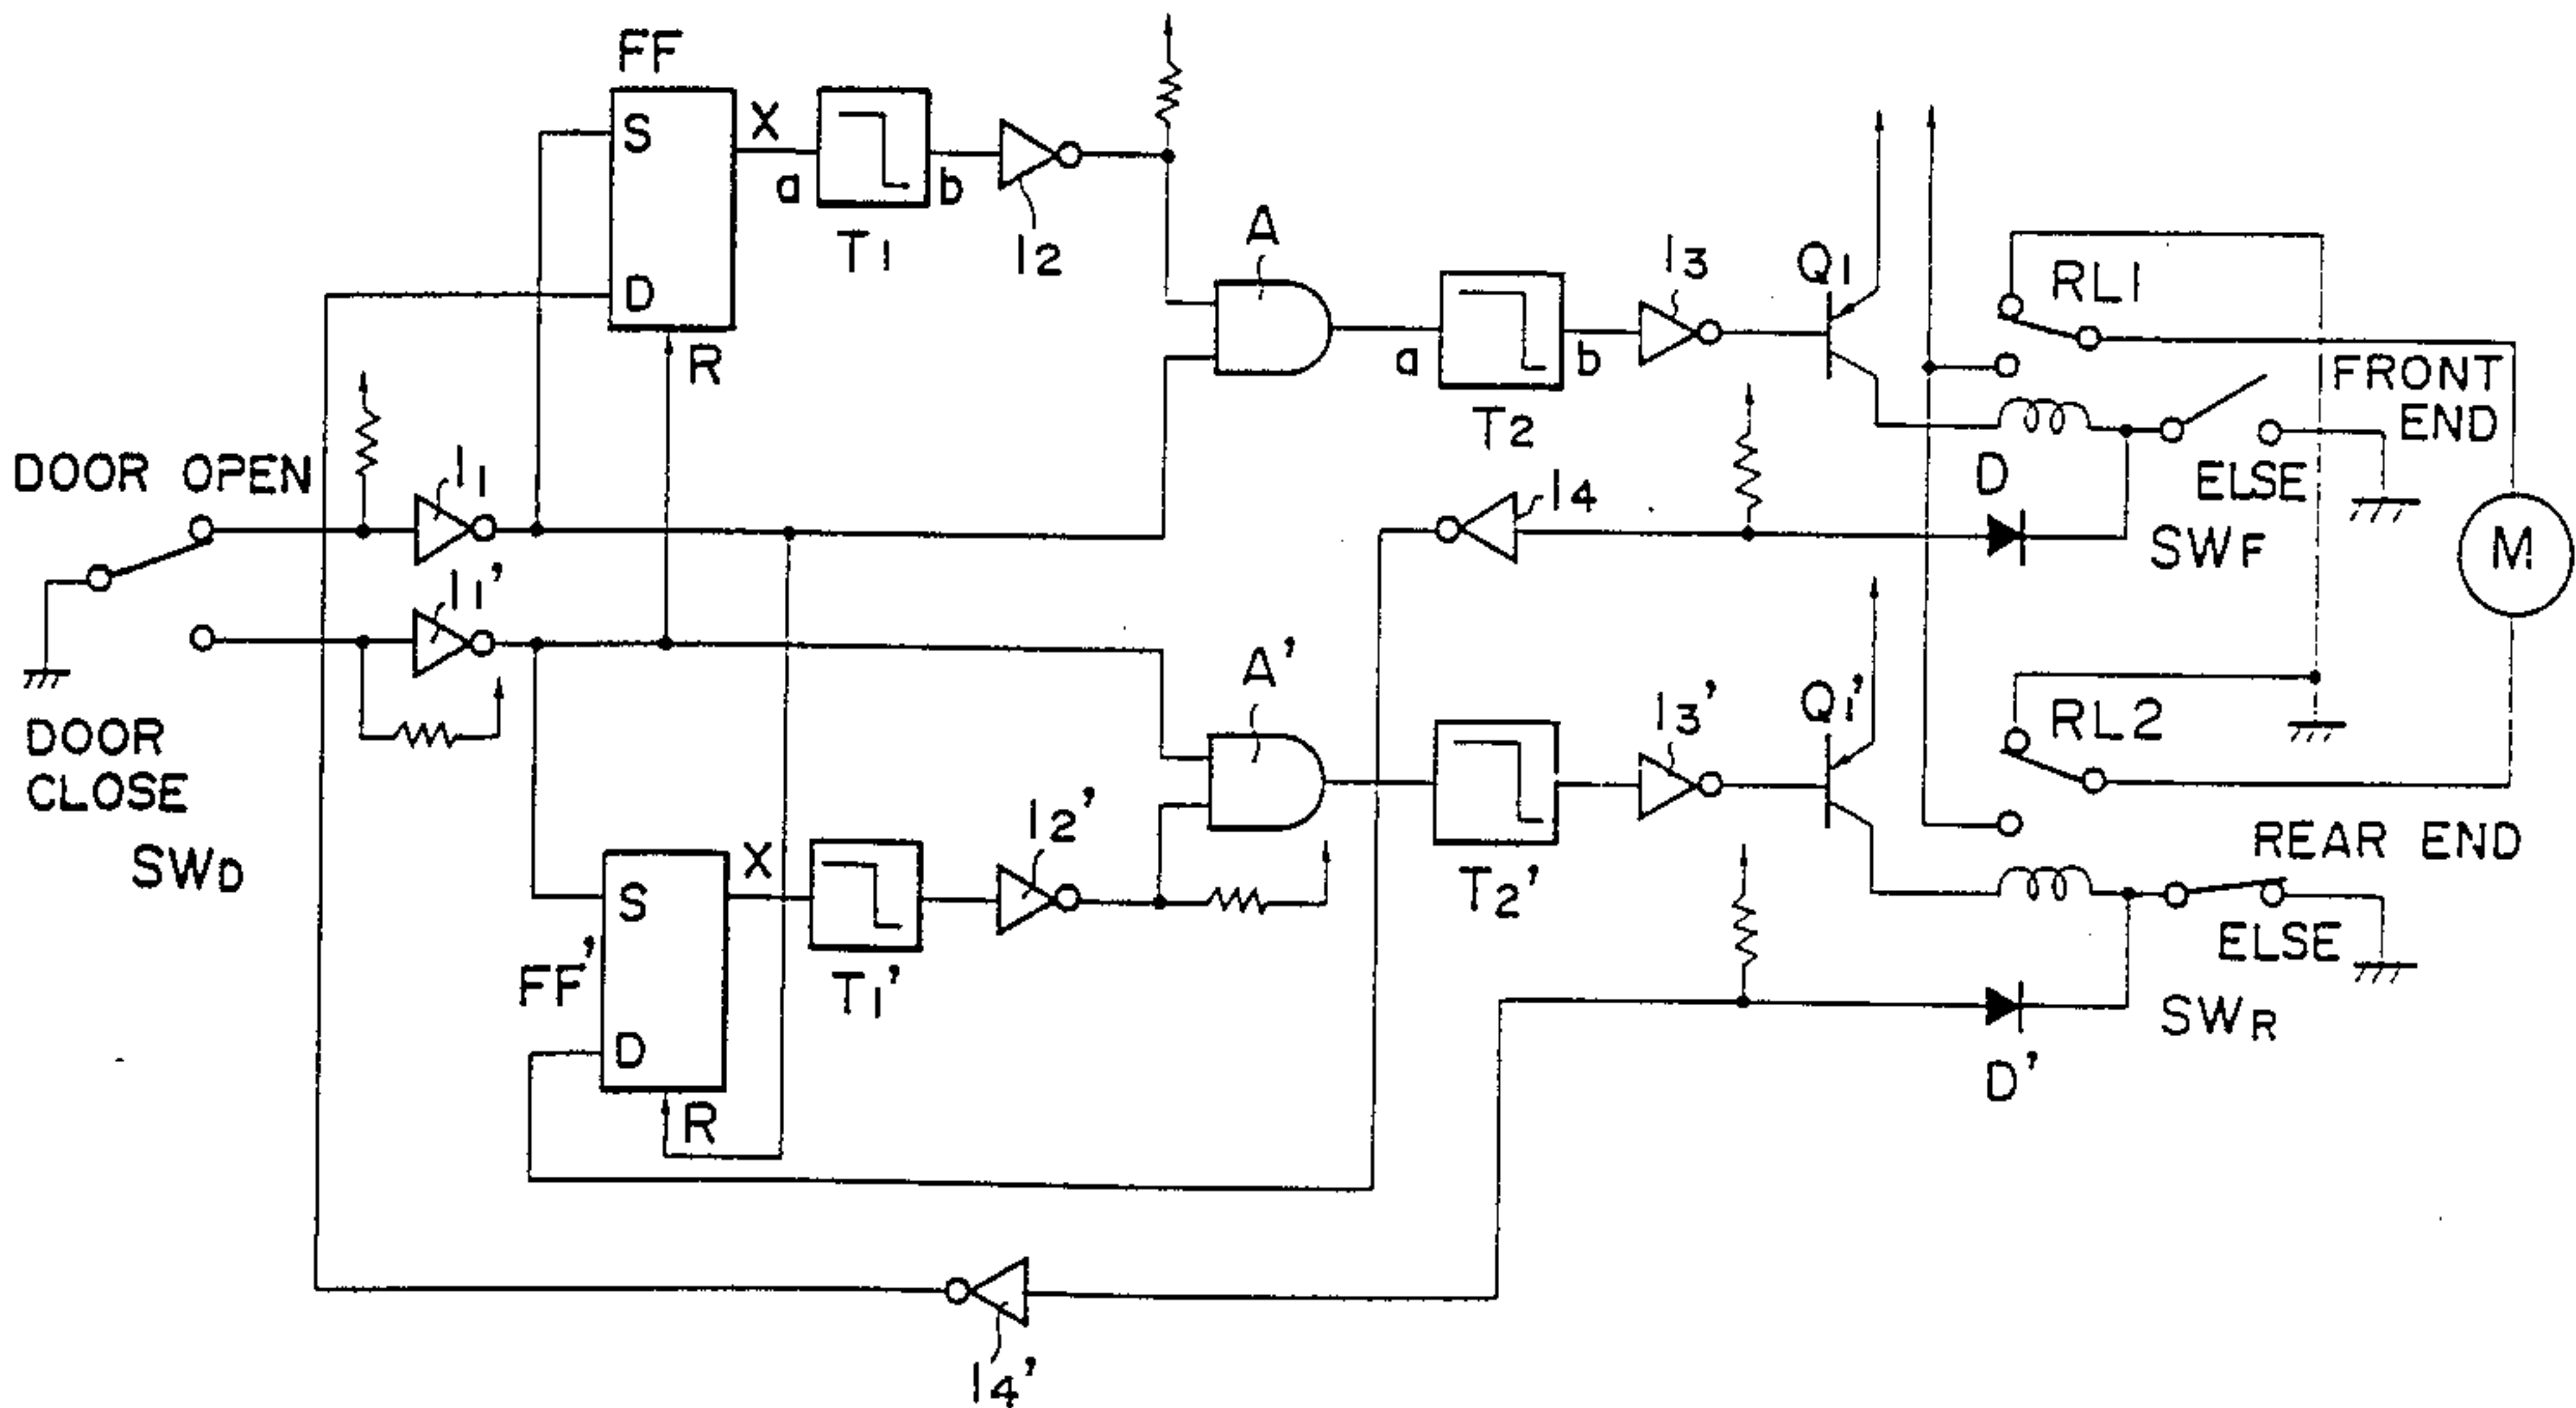 FF
S
X
a
b
T1
I2
D
R
A
a
b
T2
I3
Q1
RL1
FRONT
END
ELSE
SWF
D
I4
M
DOOR OPEN
I1
I1'
DOOR
CLOSE
SWD
A'
T2'
I3'
Q1'
RL2
REAR END
ELSE
SWR
D'
S
X
FF'
T1'
I2'
D
R
I4'